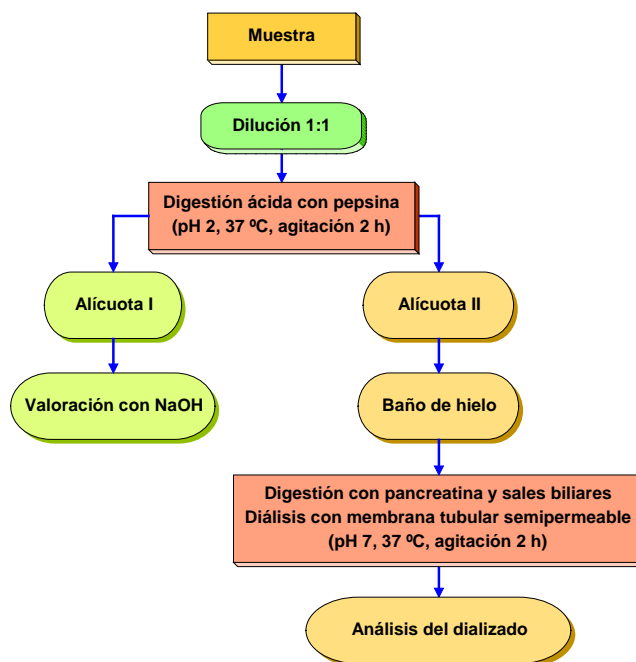 Muestra
Dilución 1:1
Digestión ácida con pepsina
(pH 2, 37 ºC, agitación 2 h)
Alícuota I
Alícuota II
Valoración con NaOH
Baño de hielo
Digestión con pancreatina y sales biliares
Diálisis con membrana tubular semipermeable
(pH 7, 37 ºC, agitación 2 h)
Análisis del dializado